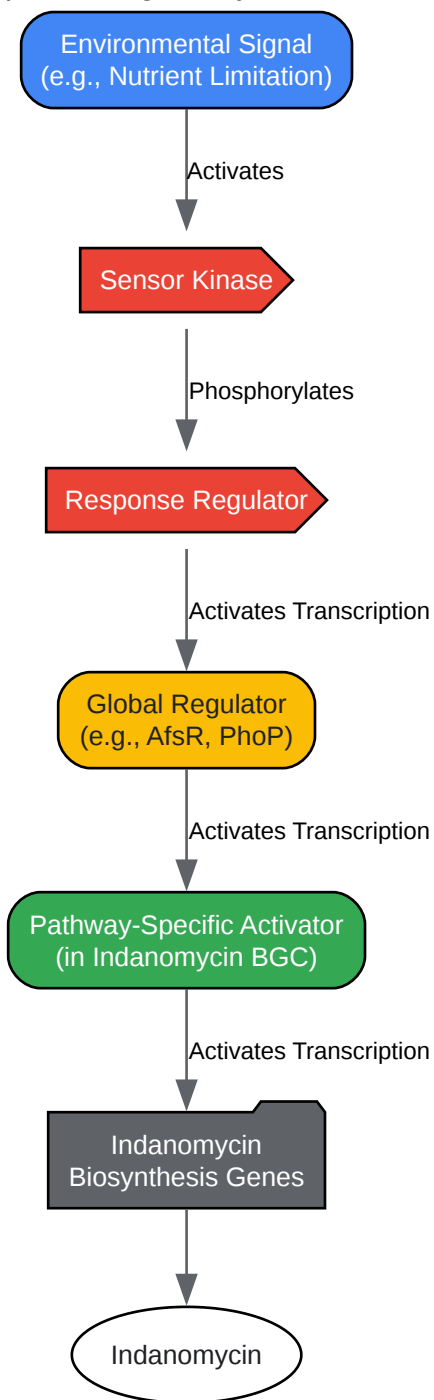 Environmental Signal
(e.g., Nutrient Limitation)
Activates
Sensor Kinase
Phosphorylates
Response Regulator
Activates Transcription
Global Regulator
(e.g., AfsR, PhoP)
Activates Transcription
Pathway-Specific Activator
(in Indanomycin BGC)
Activates Transcription
Indanomycin
Biosynthesis Genes
Indanomycin